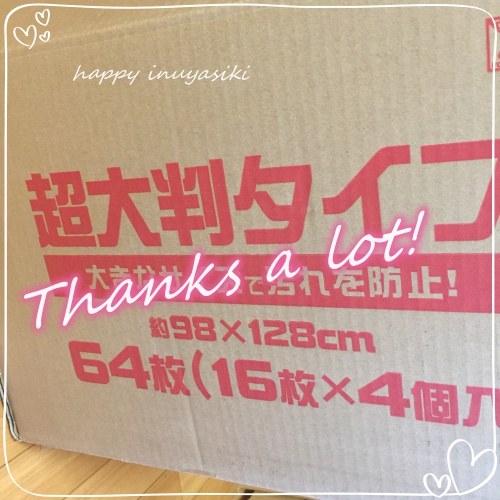 happy inuyasiki
超大判タイプ
Thanks a lot!
で汚れを防止!
約98×128cm
64枚(16枚×4個入